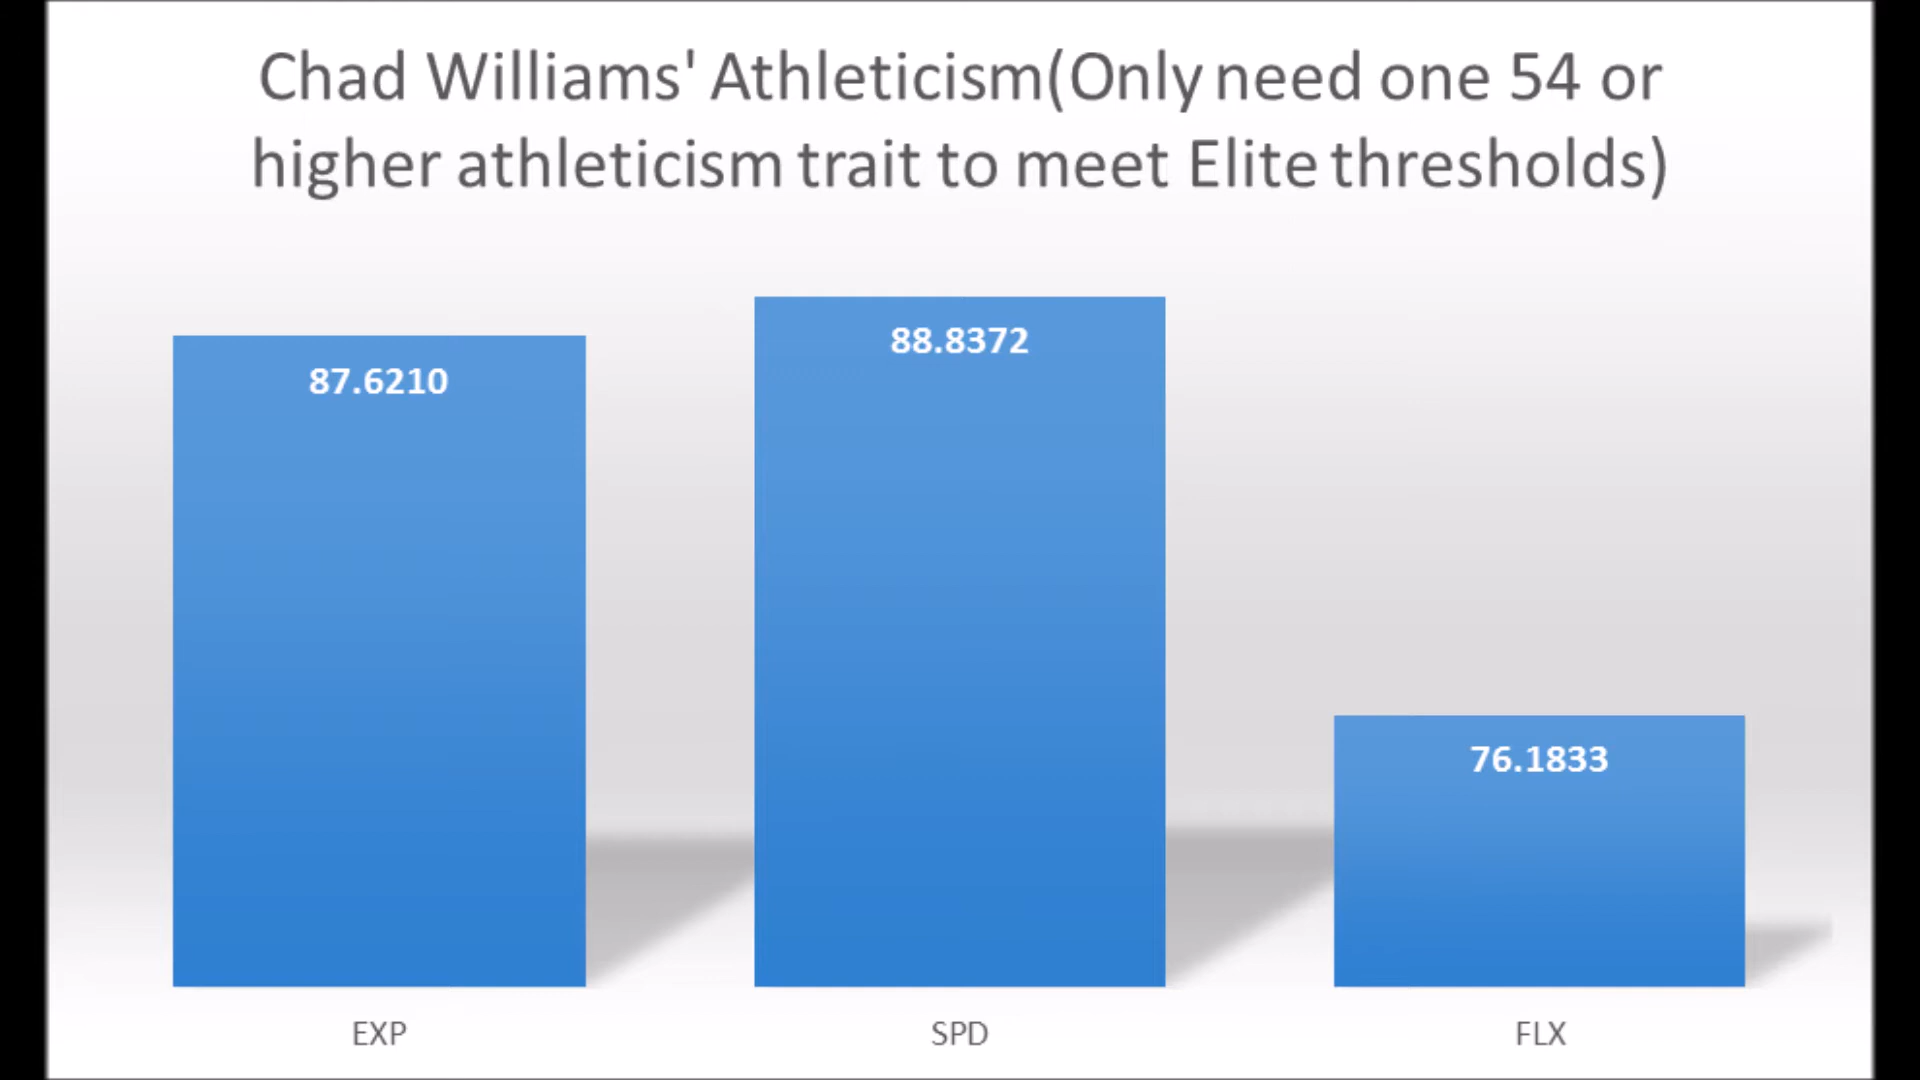 Chad Williams' Athleticism(Only need one 54 or
higher athleticism trait to meet Elite thresholds)
88.8372
87.6210
76.1833
EXP
SPD
FLX